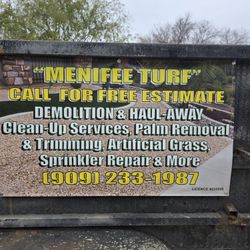 "MENIFEE TURF"
CALL FOR FREE ESTIMATE
DEMOLITION & HAUL-AWAY
Clean-Up Services, Palm Removal
& Trimming, Artificial Grass,
Sprinkler Repair & More
(909) 233-1987
LICENCE